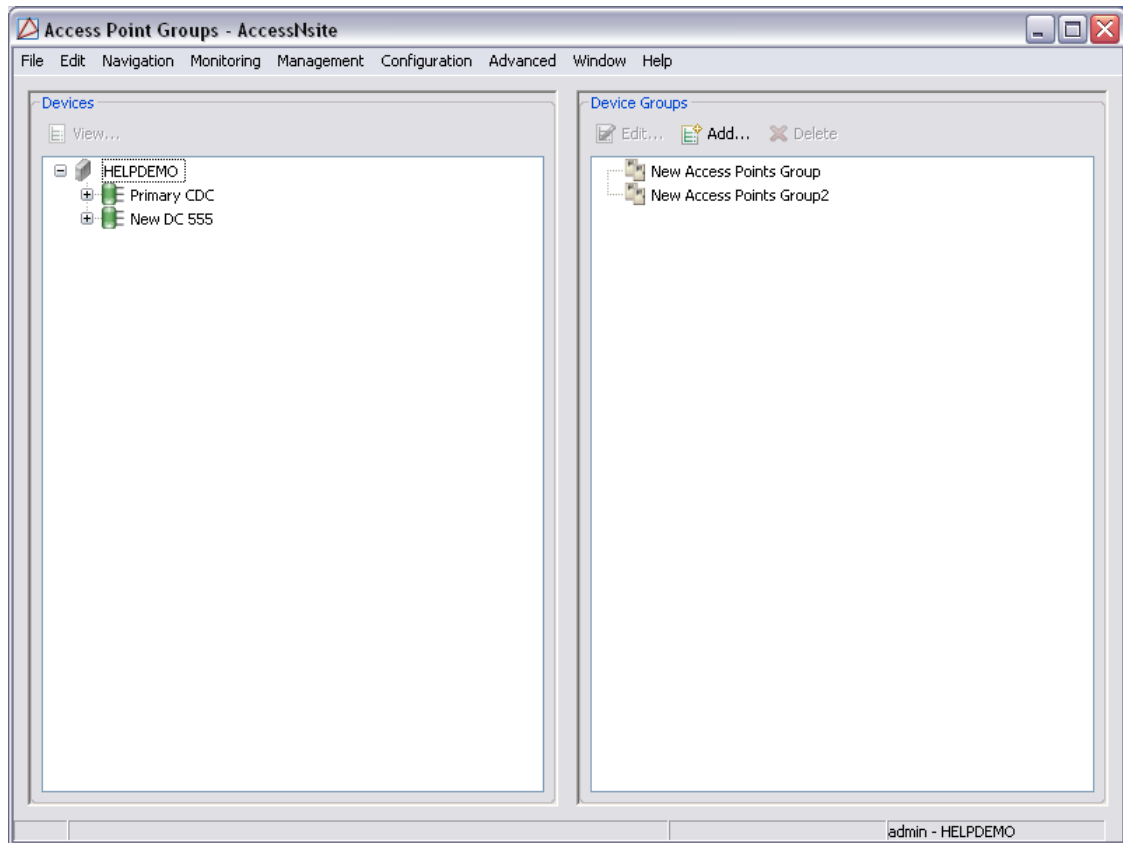 Access Point Groups - AccessNsite
File Edit Navigation Monitoring Management Configuration Advanced Window Help
Devices
View...
HELPDEMO
Primary CDC
New DC 555
Device Groups
Edit... Add... Delete
New Access Points Group
New Access Points Group2
admin - HELPDEMO